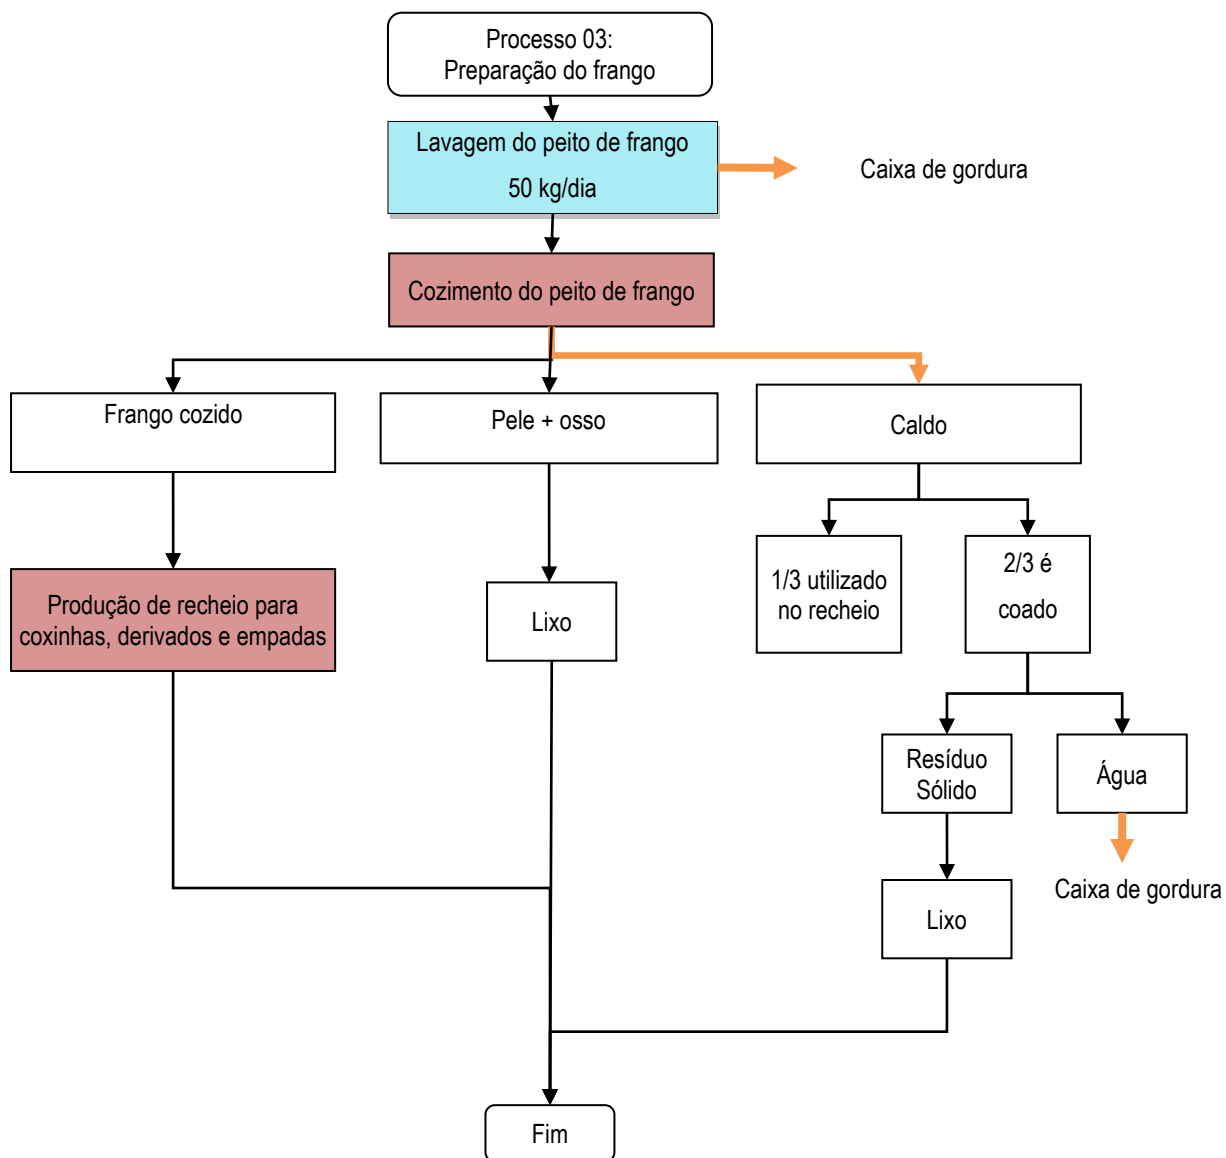 Processo 03:
Preparação do frango
Lavagem do peito de frango
50 kg/dia
Caixa de gordura
Cozimento do peito de frango
Frango cozido
Pele + osso
Caldo
Produção de recheio para
coxinhas, derivados e empadas
Lixo
1/3 utilizado
no recheio
2/3 é
coado
Resíduo
Sólido
Água
Lixo
Caixa de gordura
Fim